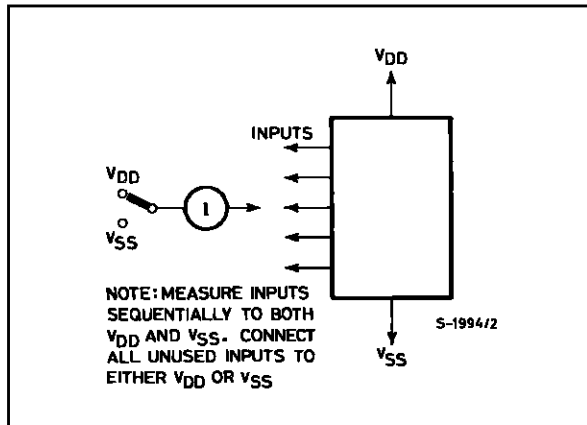 VDD
INPUTS
VDD
I
VSS
NOTE: MEASURE INPUTS
SEQUENTIALLY TO BOTH
VDD AND VSS. CONNECT
ALL UNUSED INPUTS TO
EITHER VDD OR VSS
S-1994/2
VSS